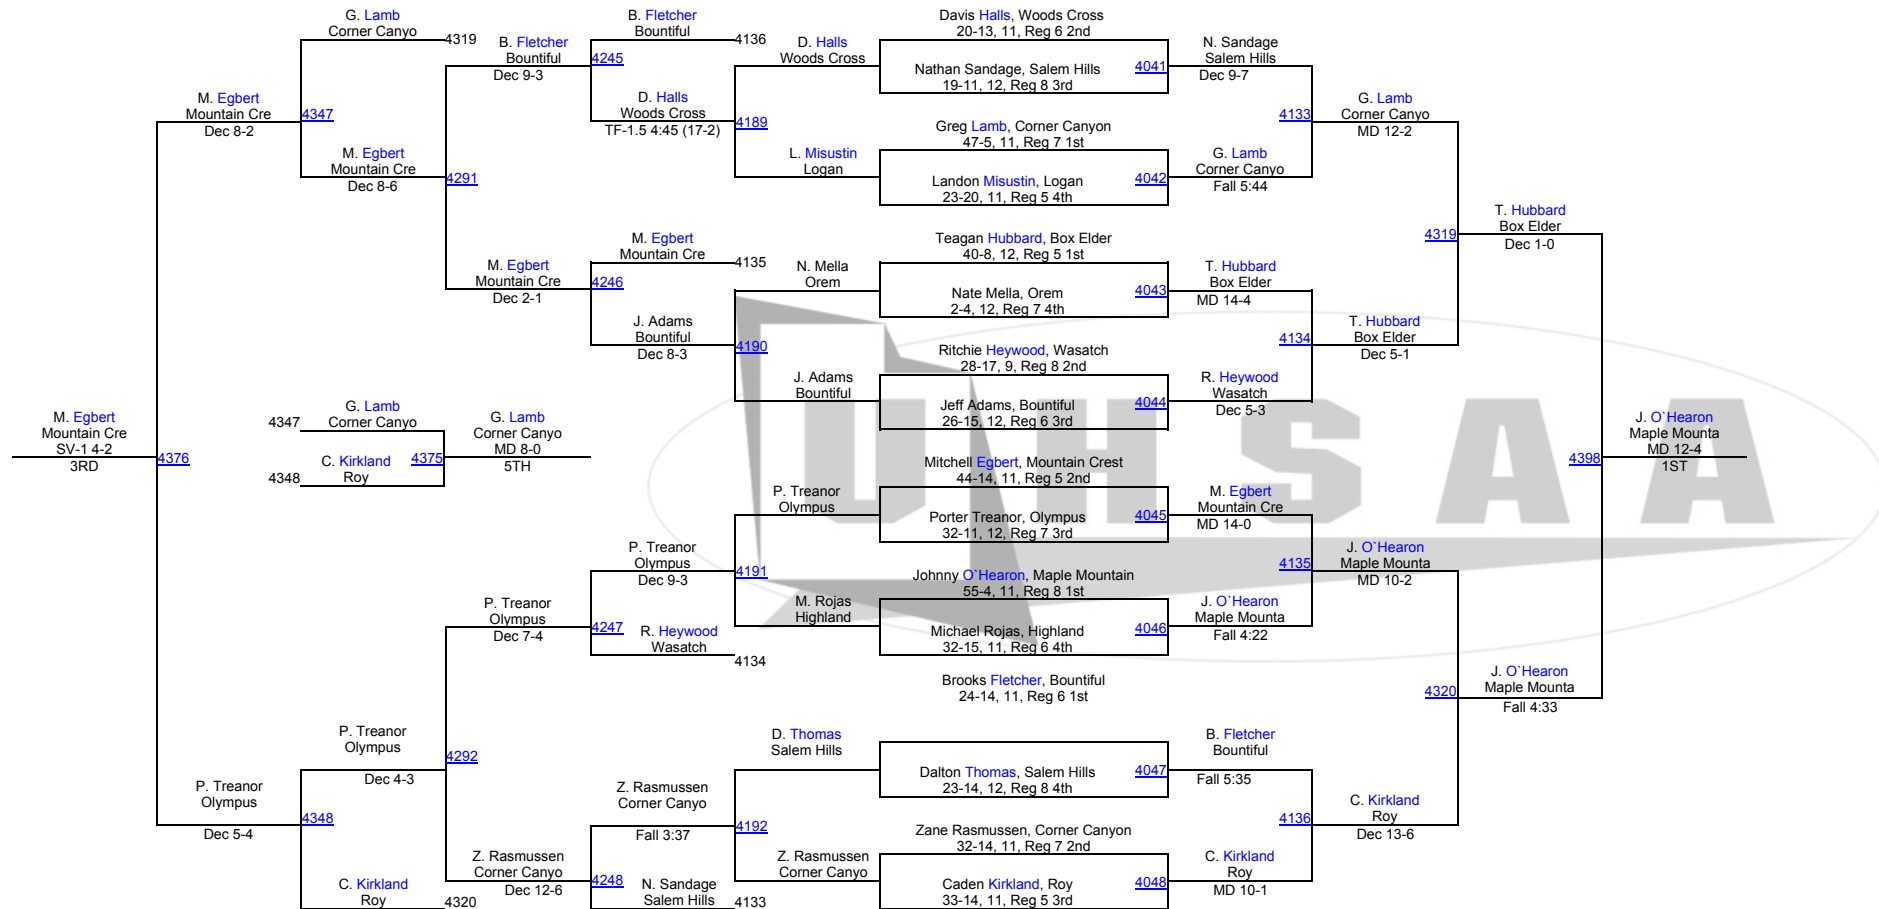 G. Lamb
Corner Canyo
4319
M. Egbert
Mountain Cre
Dec 8-2
4347
M. Egbert
Mountain Cre
Dec 8-6
B. Fletcher
Bountiful
Dec 9-3
4291
M. Egbert
Mountain Cre
Dec 2-1
B. Fletcher
Bountiful
4136
4245
D. Halls
Woods Cross
TF-1.5 4:45 (17-2)
M. Egbert
Mountain Cre
4135
4246
J. Adams
Bountiful
Dec 8-3
D. Halls
Woods Cross
4189
L. Misustin
Logan
N. Mella
Orem
4190
J. Adams
Bountiful
Davis Halls, Woods Cross
20-13, 11, Reg 6 2nd
4041
Nathan Sandage, Salem Hills
19-11, 12, Reg 8 3rd
Greg Lamb, Corner Canyon
47-5, 11, Reg 7 1st
4042
Landon Misustin, Logan
23-20, 11, Reg 5 4th
Teagan Hubbard, Box Elder
40-8, 12, Reg 5 1st
4043
Nate Mella, Orem
2-4, 12, Reg 7 4th
Ritchie Heywood, Wasatch
28-17, 9, Reg 8 2nd
4044
Jeff Adams, Bountiful
26-15, 12, Reg 6 3rd
N. Sandage
Salem Hills
Dec 9-7
4133
G. Lamb
Corner Canyo
Fall 5:44
T. Hubbard
Box Elder
MD 14-4
4134
R. Heywood
Wasatch
Dec 5-3
G. Lamb
Corner Canyo
MD 12-2
4319
T. Hubbard
Box Elder
Dec 5-1
T. Hubbard
Box Elder
Dec 1-0
M. Egbert
Mountain Cre
SV-1 4-2
3RD
4376
4347
G. Lamb
Corner Canyo
4375
4348
C. Kirkland
Roy
G. Lamb
Corner Canyo
MD 8-0
5TH
UHSAA
4398
J. O`Hearon
Maple Mounta
MD 12-4
1ST
Mitchell Egbert, Mountain Crest
44-14, 11, Reg 5 2nd
4045
Porter Treanor, Olympus
32-11, 12, Reg 7 3rd
Johnny O`Hearon, Maple Mountain
55-4, 11, Reg 8 1st
4046
Michael Rojas, Highland
32-15, 11, Reg 6 4th
Brooks Fletcher, Bountiful
24-14, 11, Reg 6 1st
4047
Dalton Thomas, Salem Hills
23-14, 12, Reg 8 4th
Zane Rasmussen, Corner Canyon
32-14, 11, Reg 7 2nd
4048
Caden Kirkland, Roy
33-14, 11, Reg 5 3rd
P. Treanor
Olympus
4191
M. Rojas
Highland
D. Thomas
Salem Hills
4192
Z. Rasmussen
Corner Canyo
P. Treanor
Olympus
Dec 9-3
4247
R. Heywood
Wasatch
4134
Z. Rasmussen
Corner Canyo
Fall 3:37
4248
N. Sandage
Salem Hills
4133
P. Treanor
Olympus
Dec 7-4
4292
Z. Rasmussen
Corner Canyo
Dec 12-6
P. Treanor
Olympus
Dec 4-3
4348
C. Kirkland
Roy
4320
P. Treanor
Olympus
Dec 5-4
M. Egbert
Mountain Cre
MD 14-0
4135
J. O`Hearon
Maple Mounta
Fall 4:22
B. Fletcher
Bountiful
Fall 5:35
4136
C. Kirkland
Roy
MD 10-1
J. O`Hearon
Maple Mounta
MD 10-2
4320
C. Kirkland
Roy
Dec 13-6
J. O`Hearon
Maple Mounta
Fall 4:33